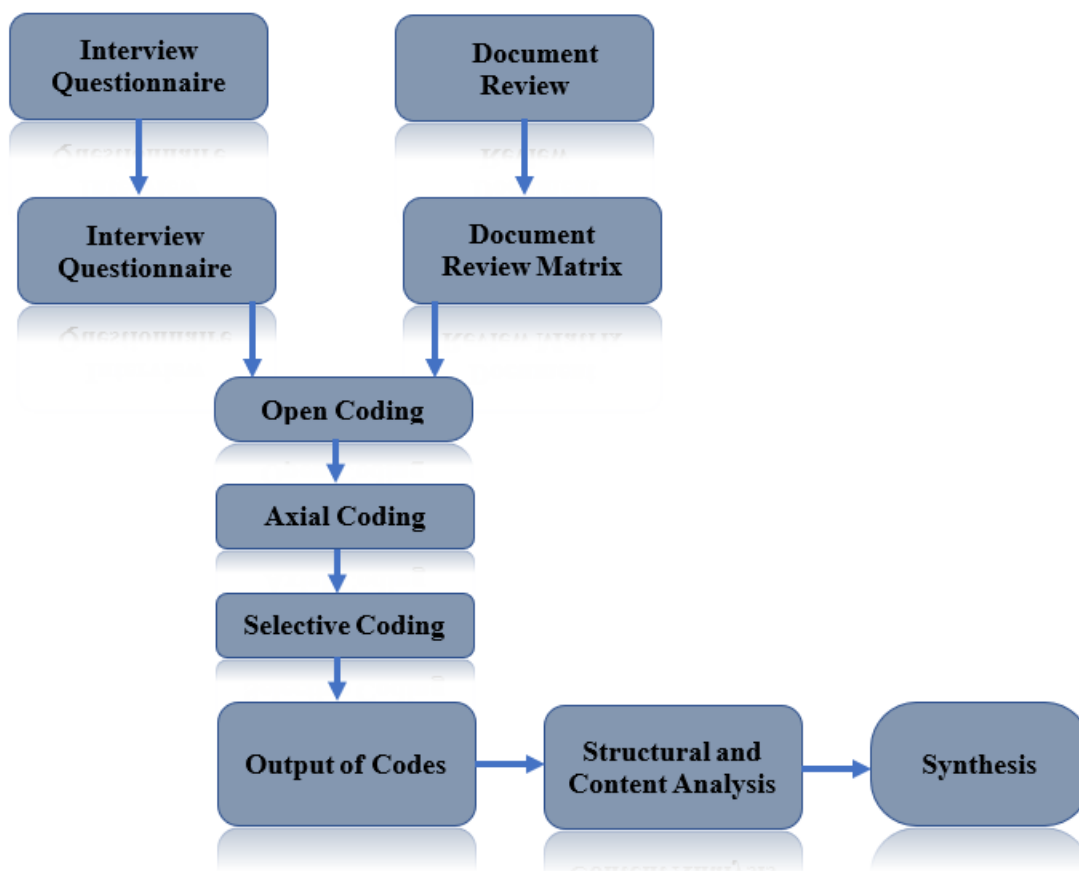 Interview
Questionnaire
Document
Review
Interview
Questionnaire
Document
Review Matrix
Open Coding
Axial Coding
Selective Coding
Output of Codes
Structural and
Content Analysis
Synthesis